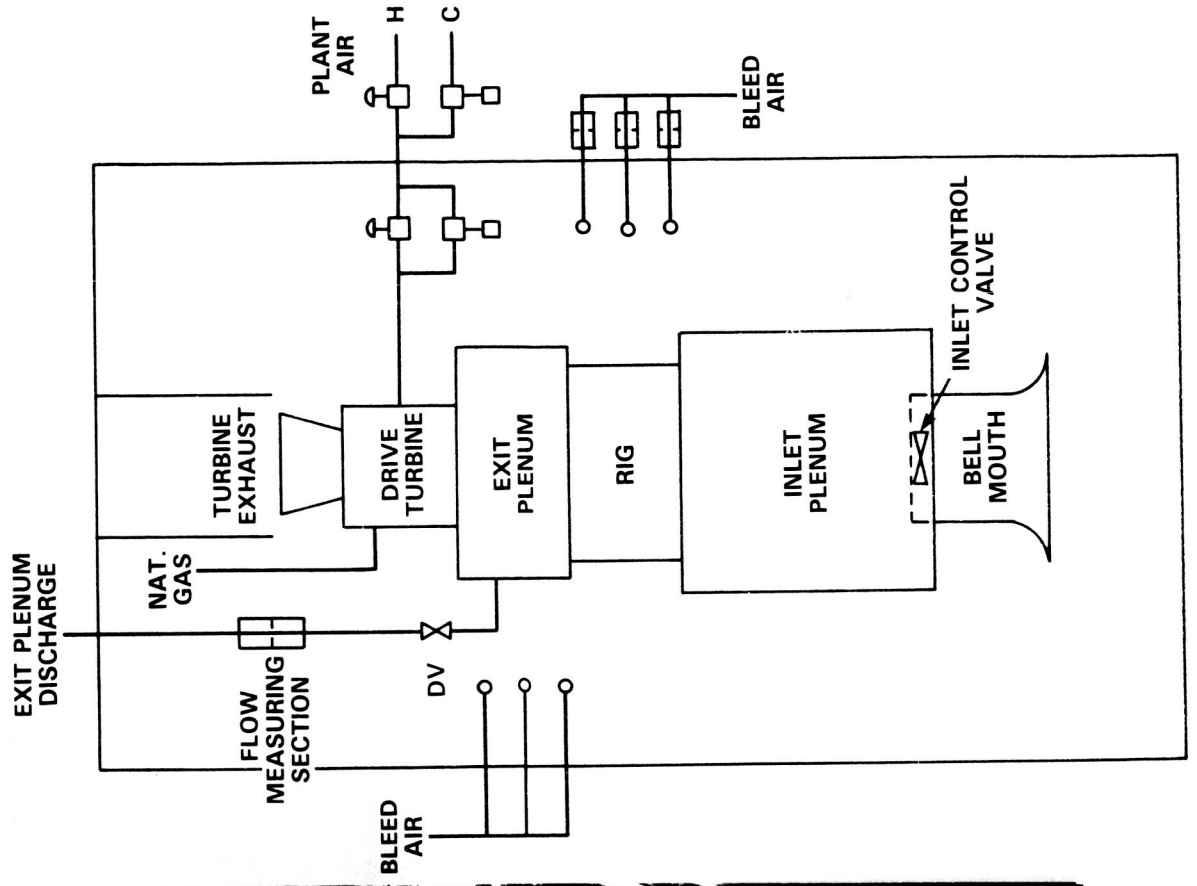 EXIT PLENUM
DISCHARGE
PLANT
AIR
H
C
NAT.
GAS
TURBINE
EXHAUST
FLOW
MEASURING
SECTION
DV
DRIVE
TURBINE
BLEED
AIR
EXIT
PLENUM
RIG
BLEED
AIR
INLET
PLENUM
INLET CONTROL
VALVE
BELL
MOUTH